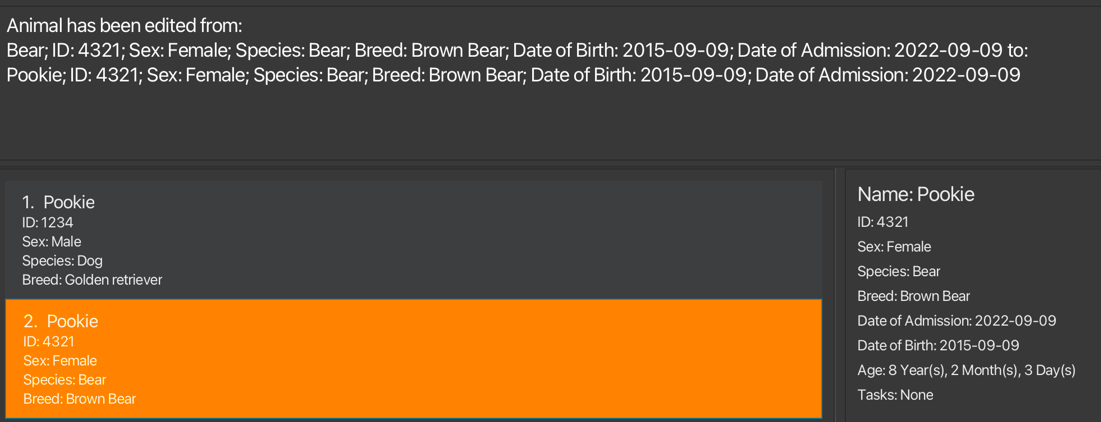 Animal has been edited from:
Bear; ID: 4321; Sex: Female; Species: Bear; Breed: Brown Bear; Date of Birth: 2015-09-09; Date of Admission: 2022-09-09 to:
Pookie; ID: 4321; Sex: Female; Species: Bear; Breed: Brown Bear; Date of Birth: 2015-09-09; Date of Admission: 2022-09-09
1. Pookie
ID: 1234
Sex: Male
Species: Dog
Breed: Golden retriever
2. Pookie
ID: 4321
Sex: Female
Species: Bear
Breed: Brown Bear
Name: Pookie
ID: 4321
Sex: Female
Species: Bear
Breed: Brown Bear
Date of Admission: 2022-09-09
Date of Birth: 2015-09-09
Age: 8 Year(s), 2 Month(s), 3 Day(s)
Tasks: None